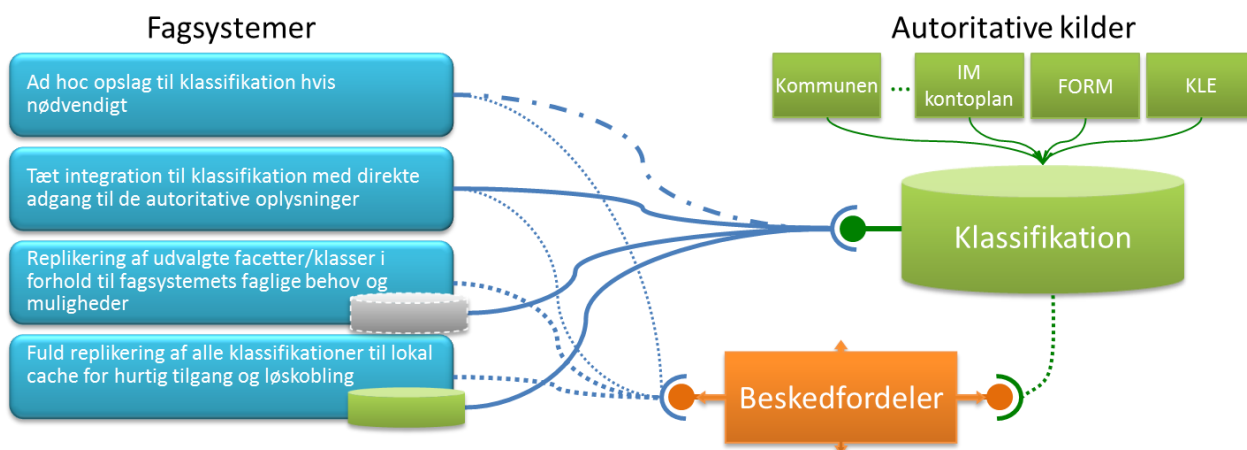 Fagsystemer
Ad hoc opslag til klassifikation hvis
nødvendigt
Tæt integration til klassifikation med direkte
adgang til de autoritative oplysninger
Replikering af udvalgte facetter/klasser i
forhold til fagsystemets faglige behov og
muligheder
Fuld replikering af alle klassifikationer til lokal
cache for hurtig tilgang og løskobling
Autoritative kilder
Kommunen
...
IM
kontoplan
FORM
KLE
Klassifikation
Beskedfordeler